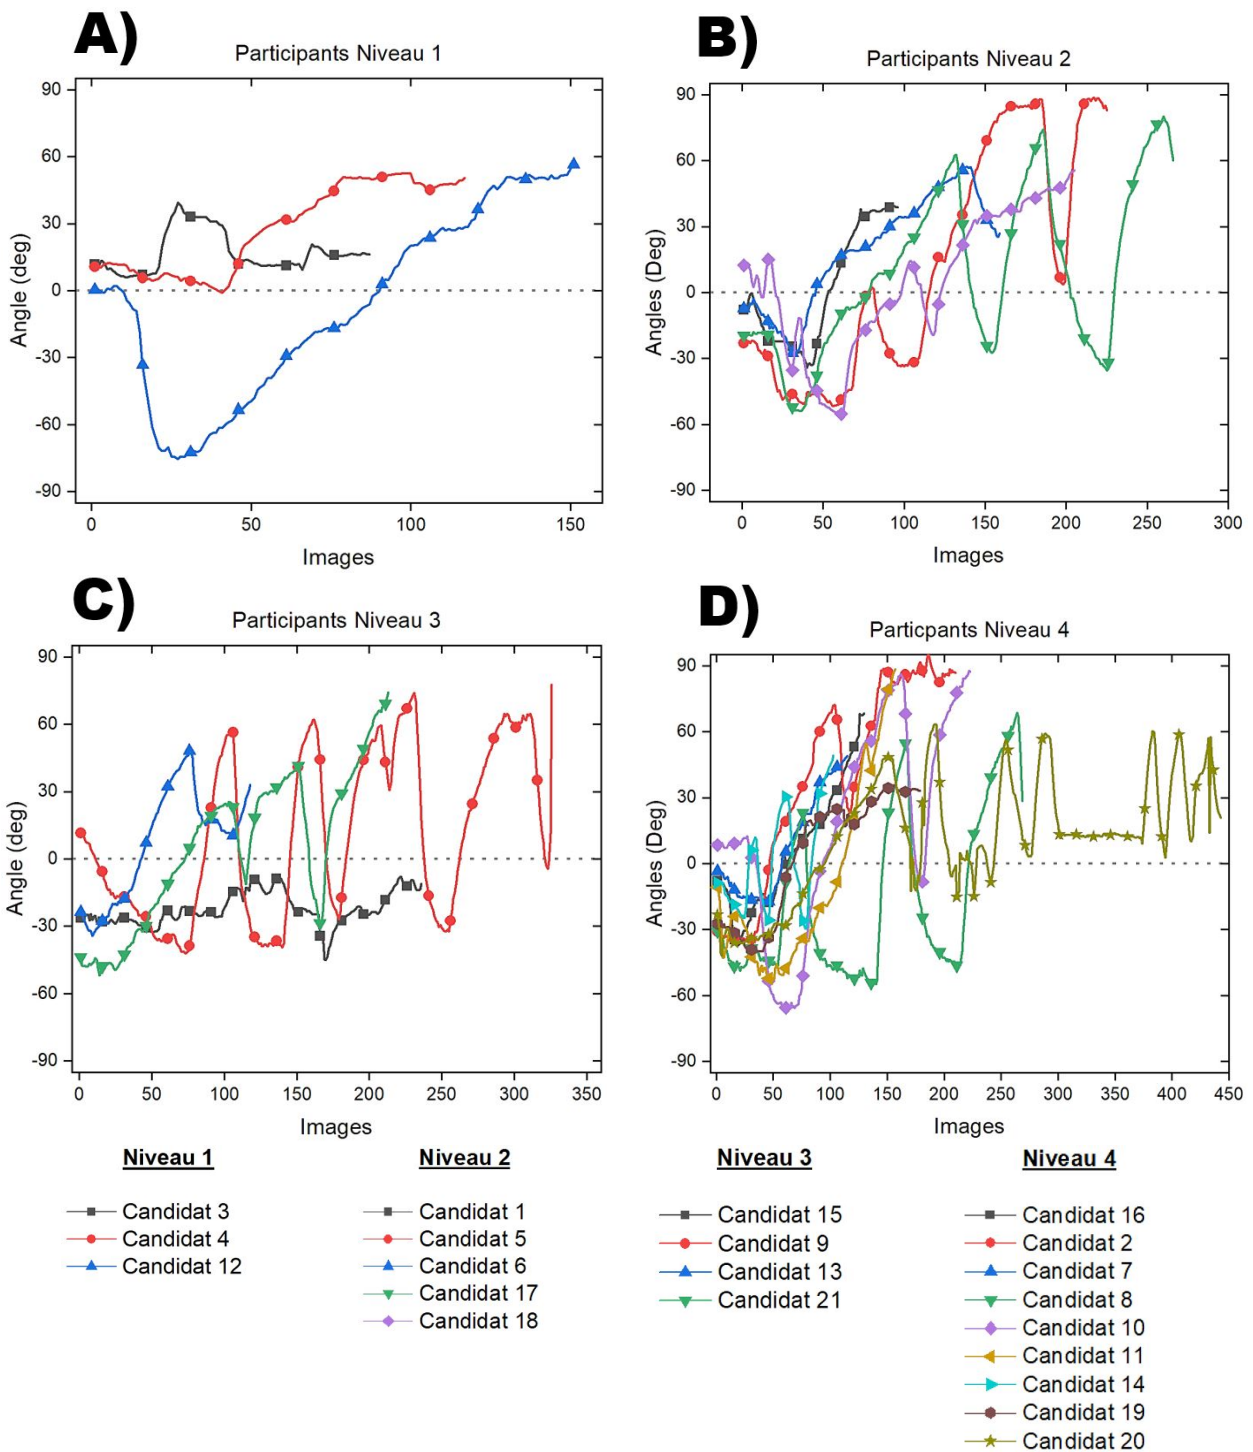 A)
Participants Niveau 1
90
60
30
0
-30
-60
-90
Angle (deg)
0 50 100 150
Images
B)
Participants Niveau 2
90
60
30
0
-30
-60
-90
Angles (Deg)
0 50 100 150 200 250 300
Images
C)
Participants Niveau 3
90
60
30
0
-30
-60
-90
Angle (deg)
0 50 100 150 200 250 300 350
Images
D)
Particpants Niveau 4
90
60
30
0
-30
-60
-90
Angles (Deg)
0 50 100 150 200 250 300 350 400 450
Images
Niveau 1
Candidat 3
Candidat 4
Candidat 12
Niveau 2
Candidat 1
Candidat 5
Candidat 6
Candidat 17
Candidat 18
Niveau 3
Candidat 15
Candidat 9
Candidat 13
Candidat 21
Niveau 4
Candidat 16
Candidat 2
Candidat 7
Candidat 8
Candidat 10
Candidat 11
Candidat 14
Candidat 19
Candidat 20